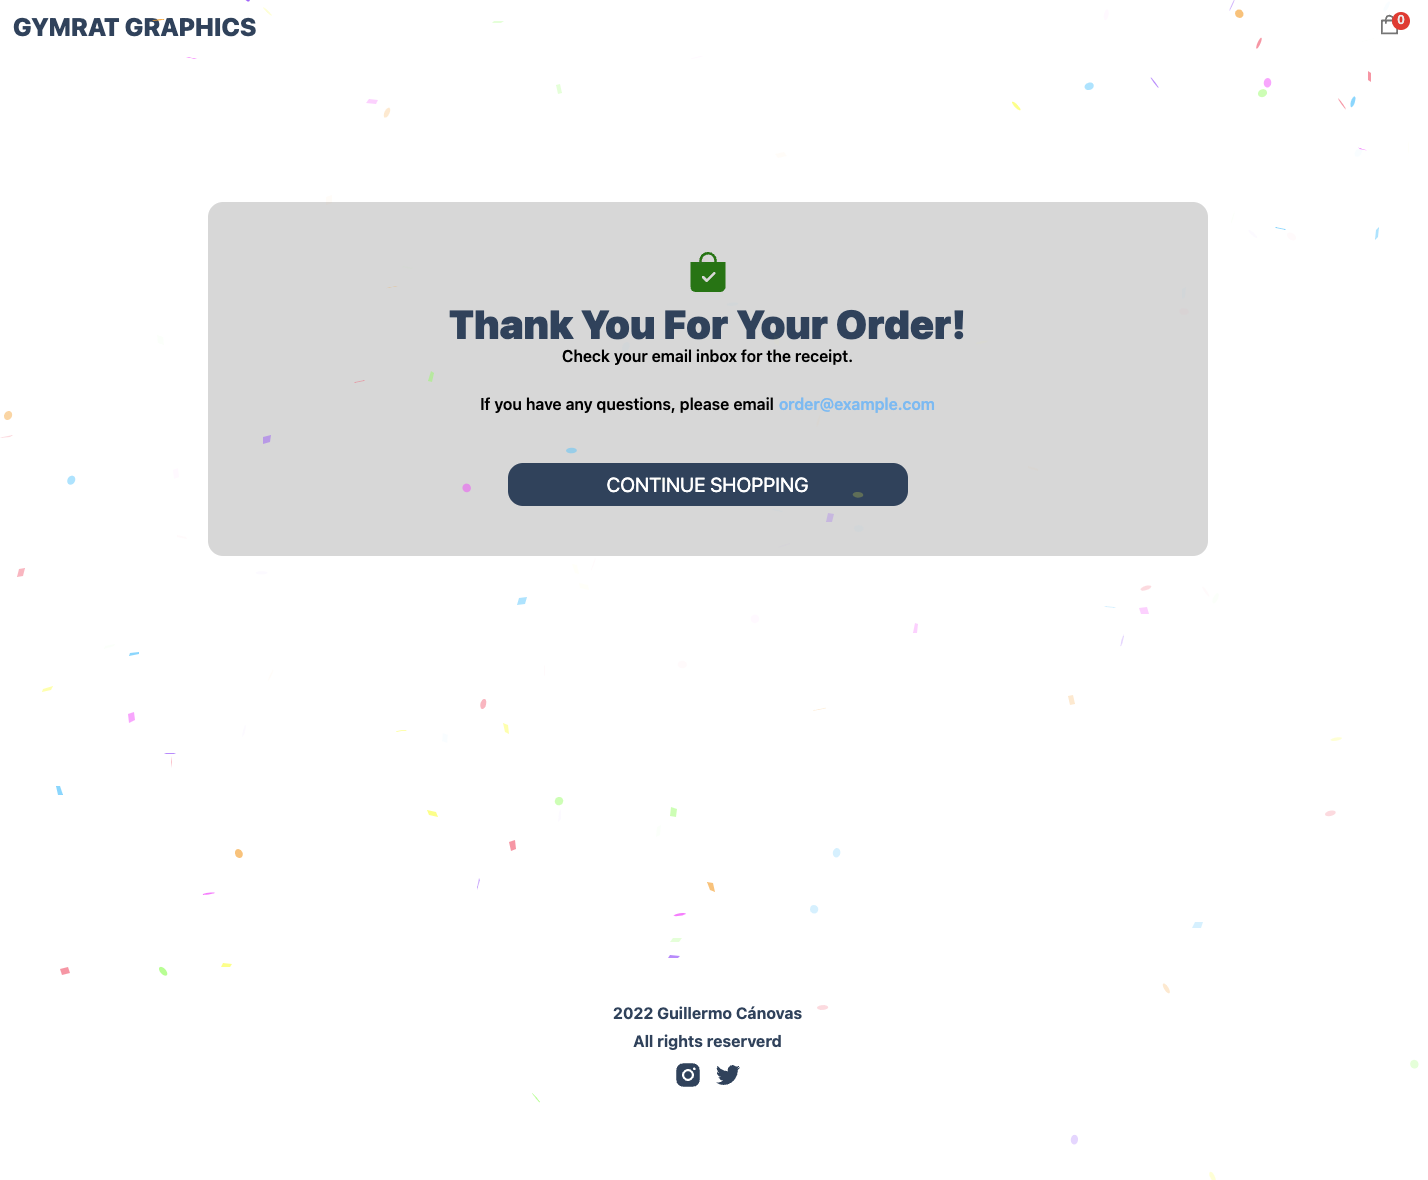 GYMRAT GRAPHICS
0
Thank You For Your Order!
Check your email inbox for the receipt.
If you have any questions, please email order@example.com
CONTINUE SHOPPING
2022 Guillermo Cánovas
All rights reserverd